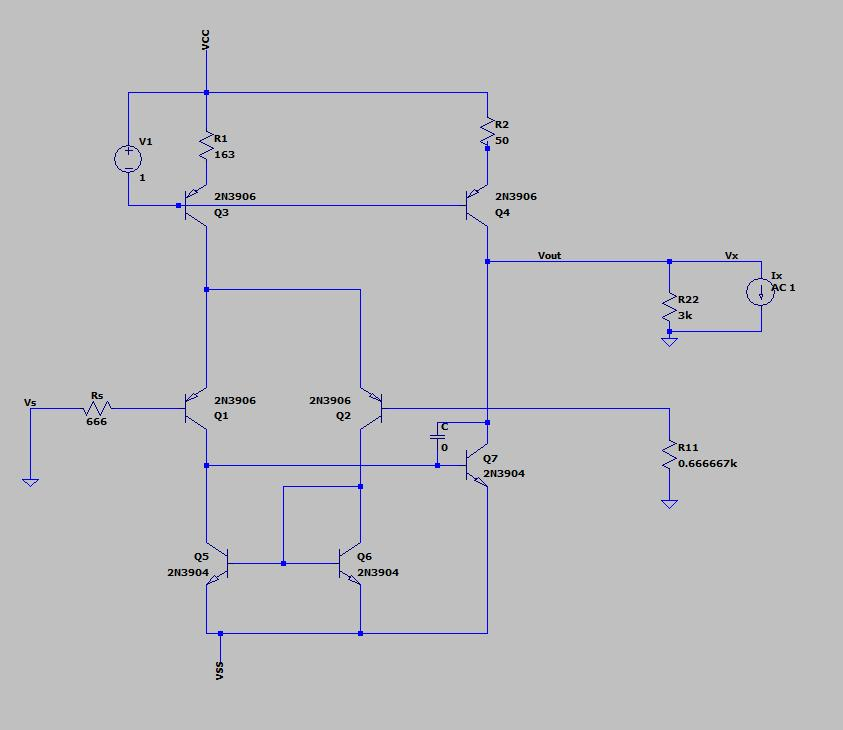 VCC
V1
1
R1
163
R2
50
2N3906
Q3
2N3906
Q4
Vout
Vx
Ix
AC 1
R22
3k
Vs
Rs
666
2N3906
Q1
2N3906
Q2
C
0
Q7
2N3904
R11
0.666667k
Q5
2N3904
Q6
2N3904
VSS